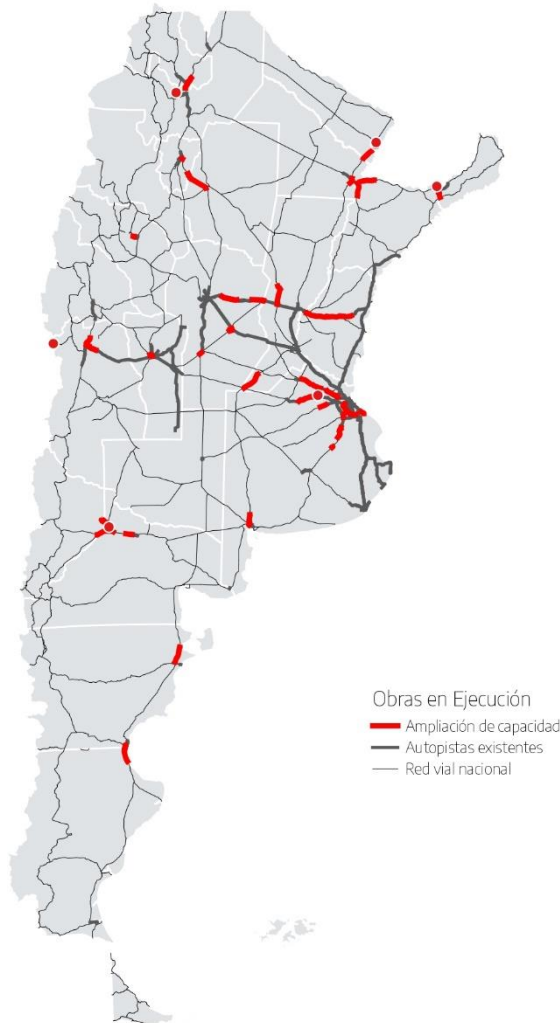 Obras en Ejecución
Ampliación de capacidad
Autopistas existentes
Red vial nacional